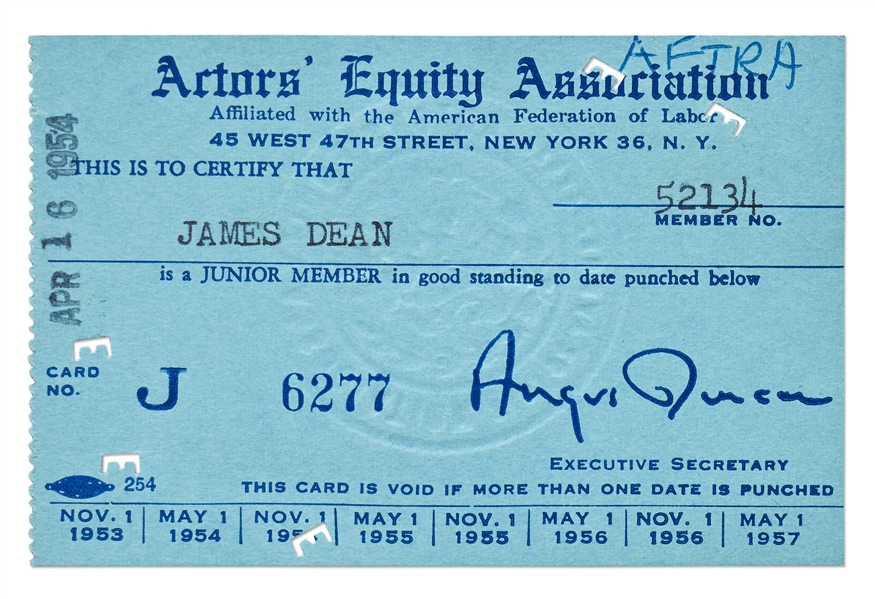 AFTRA
Actors' Equity Association
Affiliated with the American Federation of Labor
45 WEST 47TH STREET, NEW YORK 36, N. Y.
APR 16 1954
THIS IS TO CERTIFY THAT
52134
MEMBER NO.
JAMES DEAN
is a JUNIOR MEMBER in good standing to date punched below
CARD NO. J 6277
Angus Duncan
EXECUTIVE SECRETARY
254
THIS CARD IS VOID IF MORE THAN ONE DATE IS PUNCHED
NOV. 1 MAY 1 NOV. 1 MAY 1 NOV. 1 MAY 1 NOV. 1 MAY 1
1953 1954 195 1955 1955 1956 1956 1957